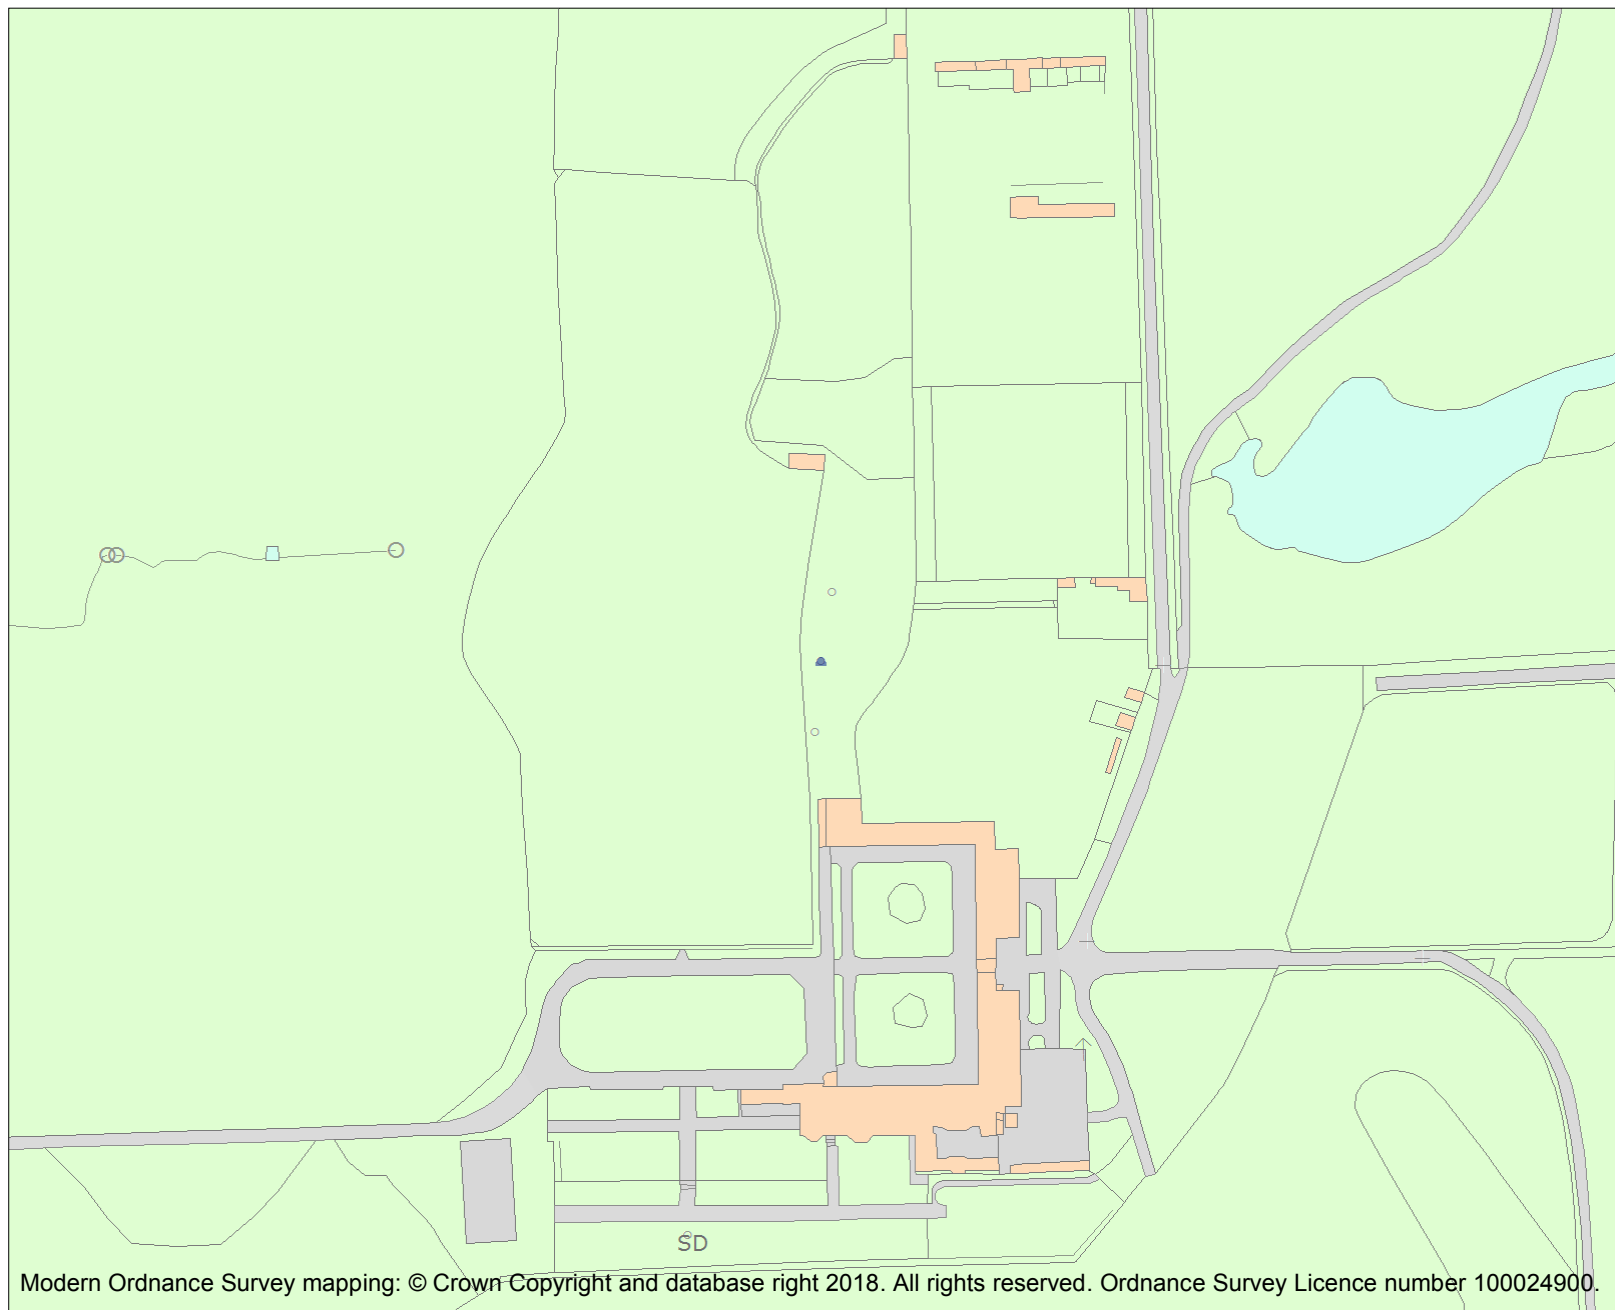 SD
Modern Ordnance Survey mapping: © Crown Copyright and database right 2018. All rights reserved. Ordnance Survey Licence number 100024900.